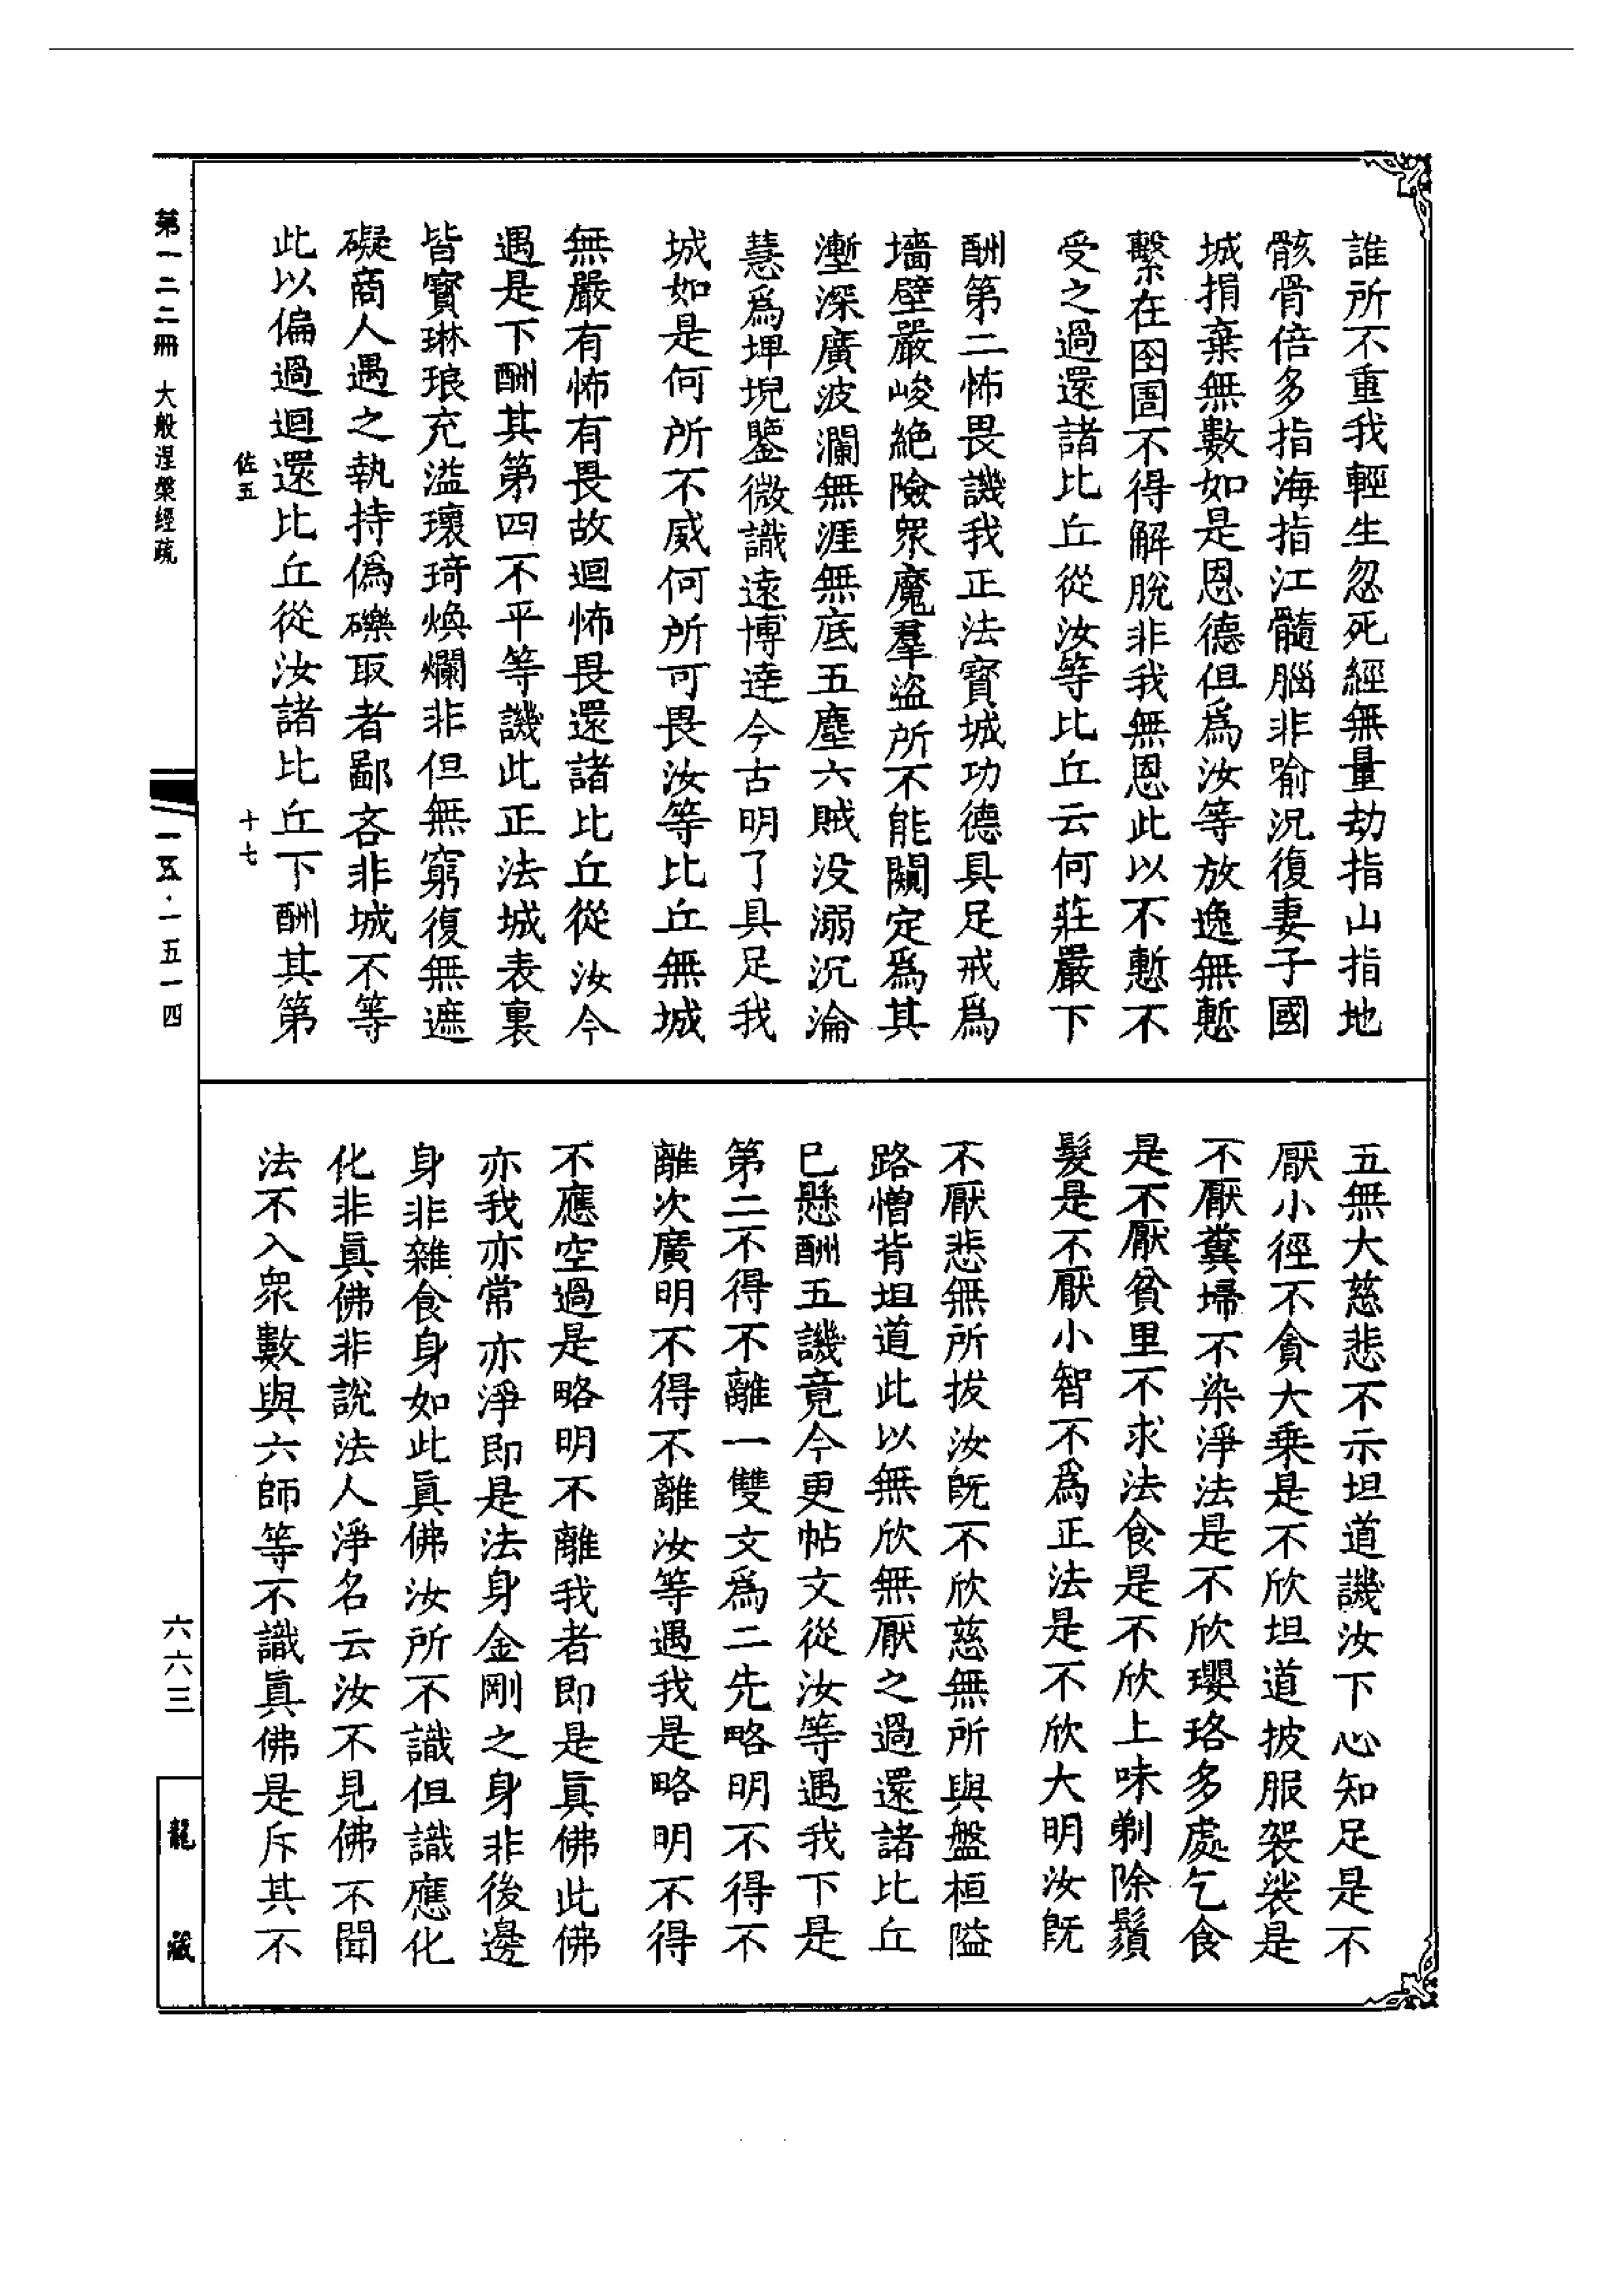 誰所不重我輕生忽死經無量劫指山指地
骸骨倍多指海指江髓腦非喻況復妻子國
城捐棄無數如是恩德但爲汝等放逸無慙
繫在囹圄不得解脫非我無恩此以不慙不
受之過還諸比丘從汝等比丘云何莊嚴下
酬第二怖畏譏我正法寶城功德具足戒爲
墻壁嚴峻絶險衆魔羣盜所不能闚定爲其
壍深廣波瀾無涯無底五塵六賊没溺沉淪
慧爲埤堄鑒微識遠博達今古明了具足我
城如是何所不威何所可畏汝等比丘無城
無嚴有怖有畏故迴怖畏還諸比丘從汝今
遇是下酬其第四不平等譏此正法城表裏
皆寶琳琅充溢瓌琦煥爛非但無窮復無遮
礙商人遇之執持僞礫取者鄙吝非城不等
此以偏過迴還比丘從汝諸比丘下酬其第
佐五
十七
五無大慈悲不示坦道譏汝下心知足是不
厭小徑不貪大乗是不欣坦道披服袈裟是
不厭糞埽不染淨法是不欣瓔珞多處乞食
是不厭貧里不求法食是不欣上味剃除鬚
髮是不厭小智不爲正法是不欣大明汝旣
不厭悲無所拔汝旣不欣慈無所與盤桓隘
路憎背坦道此以無欣無厭之過還諸比丘
已懸酬五譏竟今更帖文從汝等遇我下是
第二不得不離一雙文爲二先略明不得不
離次廣明不得不離汝等遇我是略明不得
不應空過是略明不離我者即是真佛此佛
亦我亦常亦淨即是法身金剛之身非後邊
身非雜食身如此真佛汝所不識但識應化
化非眞佛非說法人淨名云汝不見佛不聞
法不入衆數與六師等不識眞佛是斥其不
第一二二冊 大般涅槃經疏
一五·一五一四
六六三
龍藏